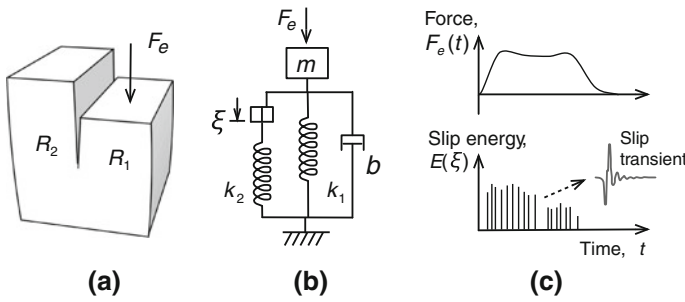 F_e
R_2
R_1
(a)
F_e
m
ξ
k_2
k_1
b
(b)
Force,
F_e(t)
Slip energy,
E(ξ)
Slip
transient
Time, t
(c)